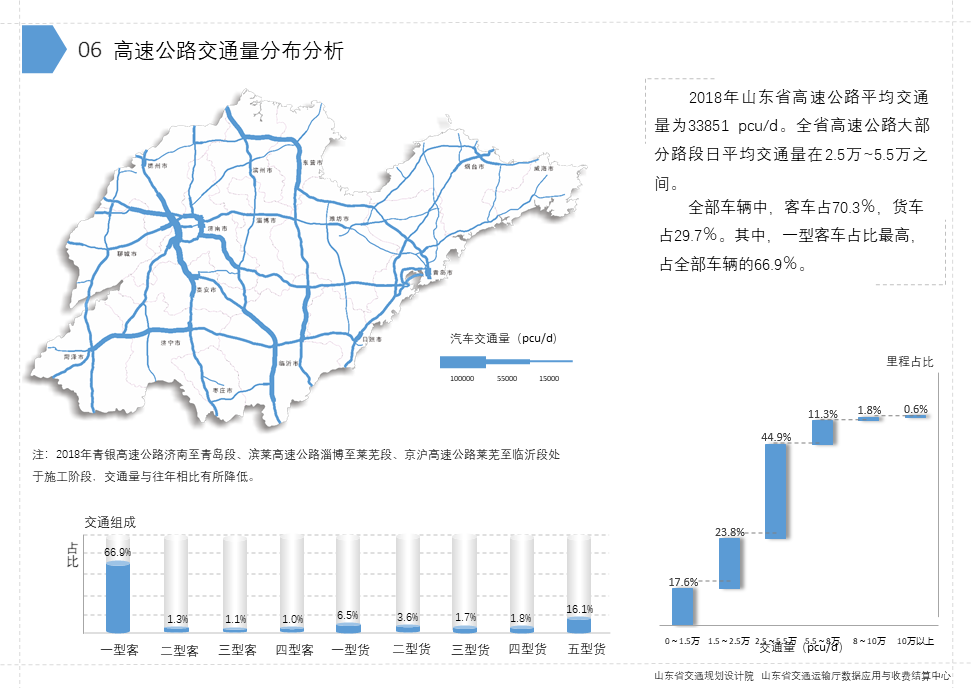 06 高速公路交通量分布分析
2018年山东省高速公路平均交通
量为33851 pcu/d。全省高速公路大部
分路段日平均交通量在2.5万~5.5万之
间。
全部车辆中，客车占70.3%，货车
占29.7%。其中，一型客车占比最高，
占全部车辆的66.9%。
德州市
滨州市
东营市
烟台市
威海市
淄博市
潍坊市
济南市
聊城市
青岛市
泰安市
日照市
济宁市
菏泽市
临沂市
枣庄市
汽车交通量（pcu/d）
100000 55000 15000
注：2018年青银高速公路济南至青岛段、滨莱高速公路淄博至莱芜段、京沪高速公路莱芜至临沂段处
于施工阶段，交通量与往年相比有所降低。
交通组成
占比
66.9% 1.3% 1.1% 1.0% 6.5% 3.6% 1.7% 1.8% 16.1%
一型客 二型客 三型客 四型客 一型货 二型货 三型货 四型货 五型货
里程占比
17.6% 23.8% 44.9% 11.3% 1.8% 0.6%
0～1.5万 1.5～2.5万 2.5～5.5万 5.5～8万 8～10万 10万以上
交通量（pcu/d）
山东省交通规划设计院 山东省交通运输厅数据应用与收费结算中心